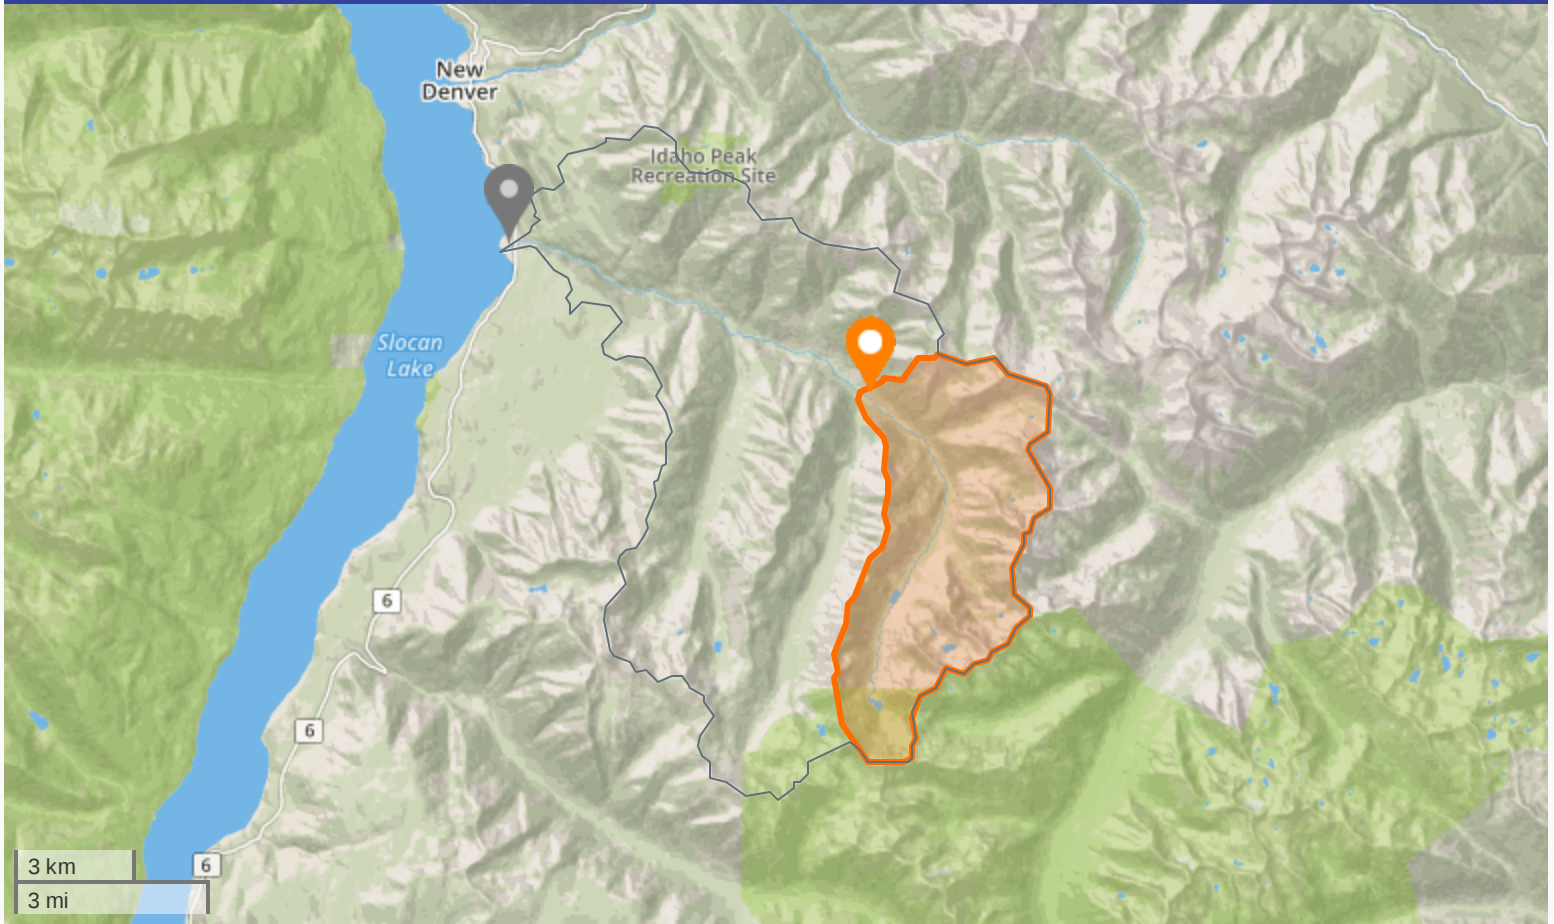 New
Denver
Idaho Peak
Recreation Site
Slocan
Lake
6
6
6
3 km
3 mi